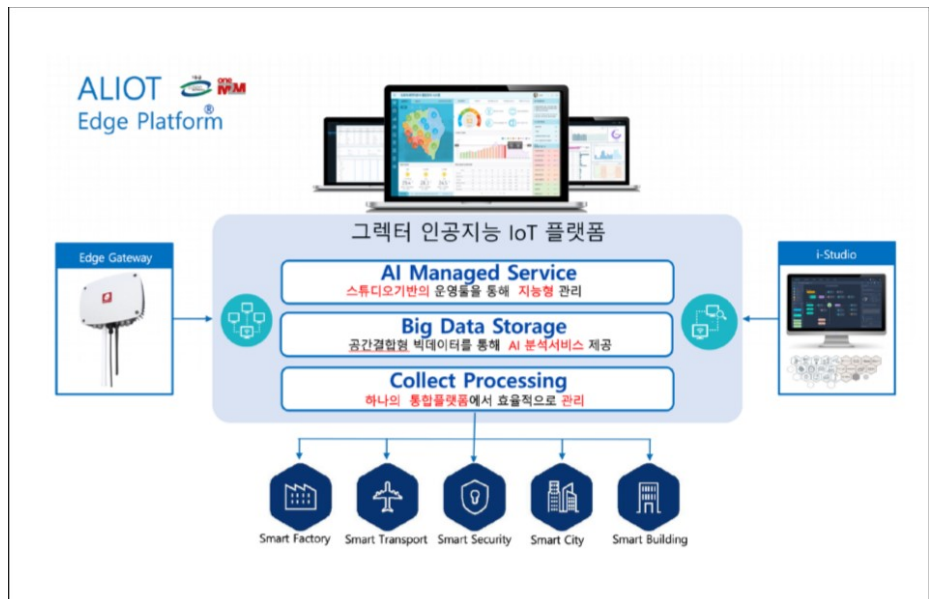 ALIOT
one
M2M
Edge Platform®
그렉터 인공지능 IoT 플랫폼
Edge Gateway
i-Studio
AI Managed Service
스튜디오기반의 운영툴을 통해 지능형 관리
Big Data Storage
공간결합형 빅데이터를 통해 AI 분석서비스 제공
Collect Processing
하나의 통합플랫폼에서 효율적으로 관리
Smart Factory
Smart Transport
Smart Security
Smart City
Smart Building